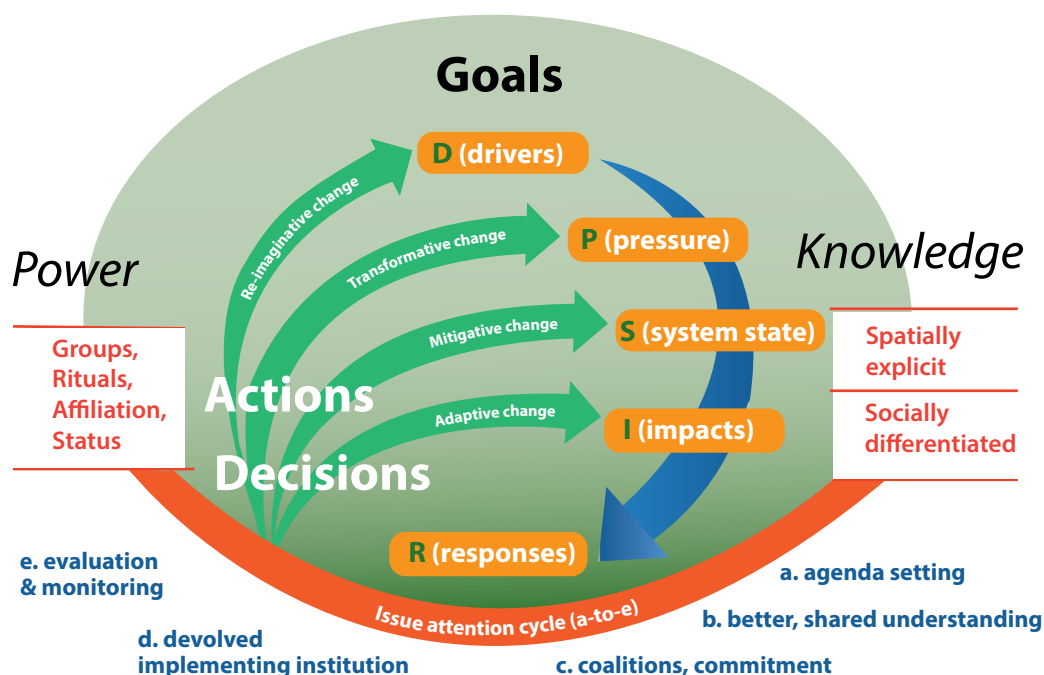 Goals
D (drivers)
Re-imaginative change
Transformative change
P (pressure)
Power
Knowledge
Mitigative change
S (system state)
Groups,
Rituals,
Affiliation,
Status
Spatially
explicit
Actions
Decisions
Adaptive change
I (impacts)
Socially
differentiated
R (responses)
Issue attention cycle (a-to-e)
a. agenda setting
b. better, shared understanding
c. coalitions, commitment
d. devolved
implementing institution
e. evaluation
& monitoring